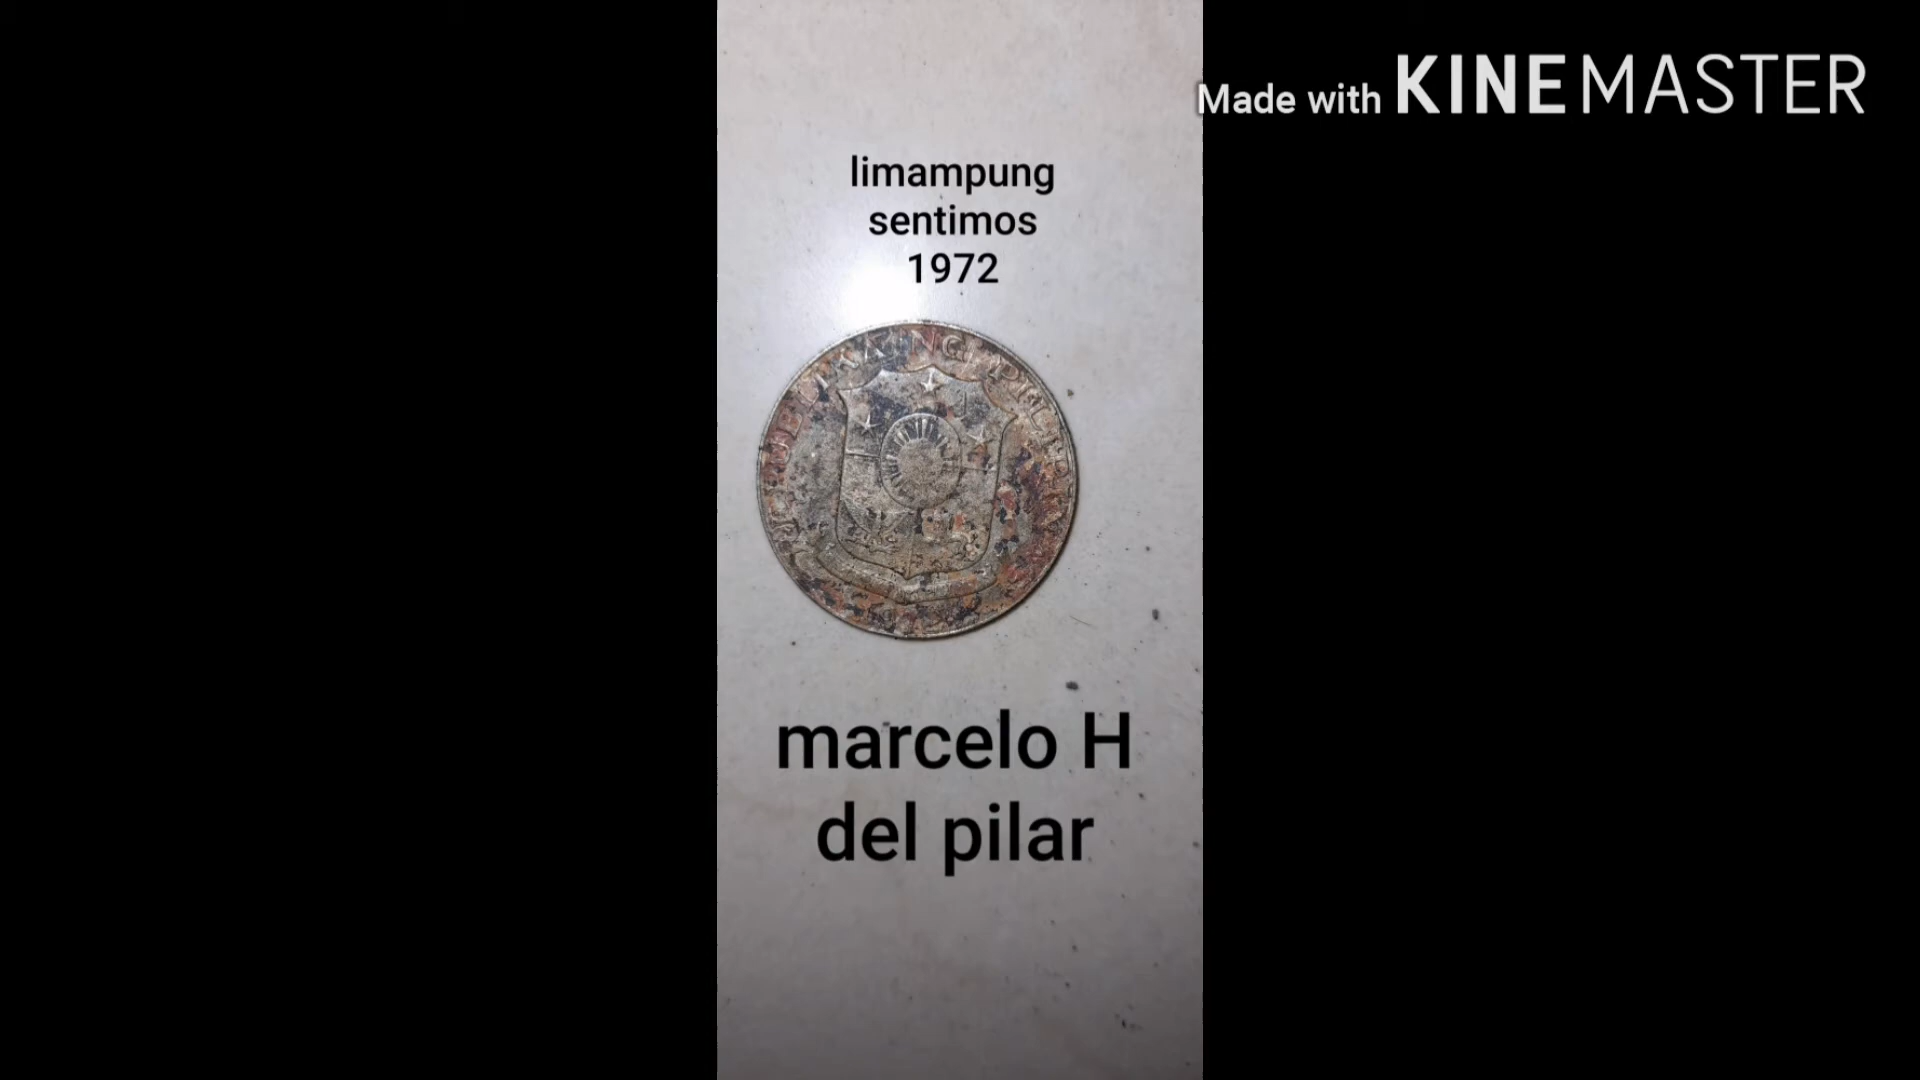 Made with KINEMASTER
limampung
sentimos
1972
marcelo H
del pilar